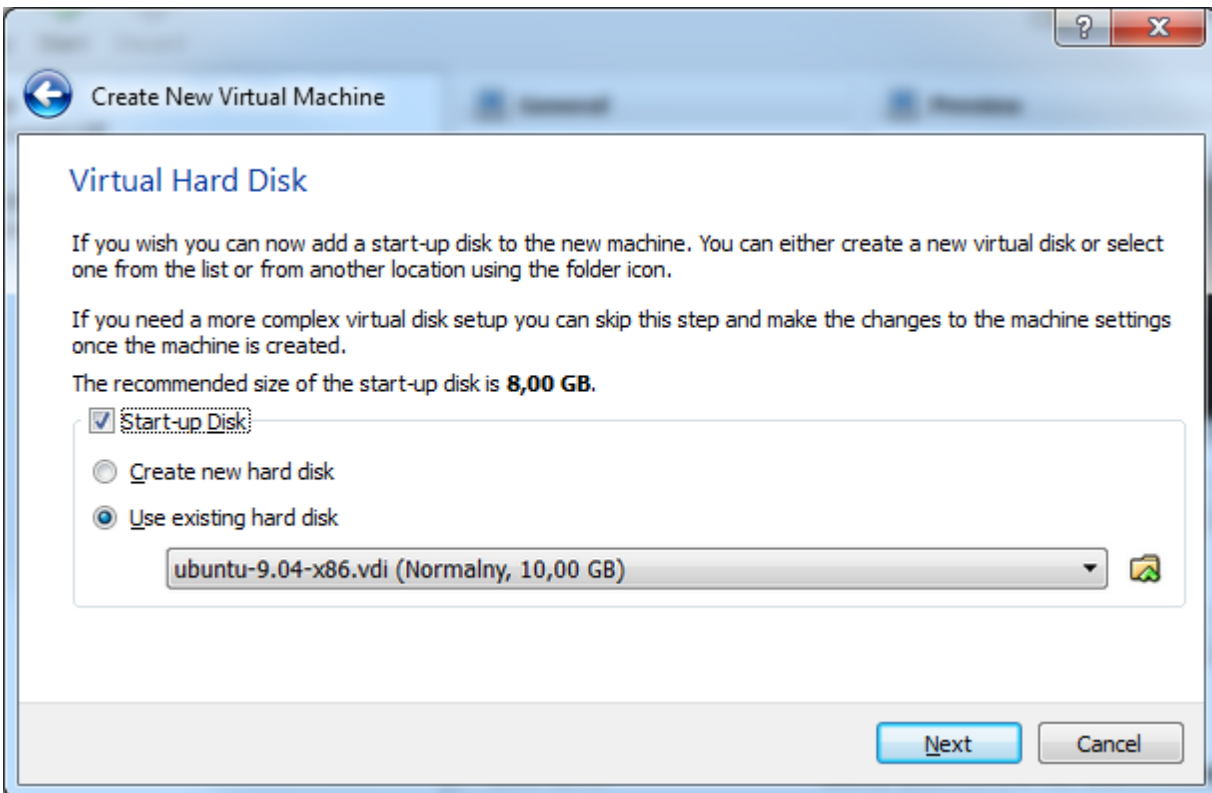 Create New Virtual Machine
General
Virtual Hard Disk
If you wish you can now add a start-up disk to the new machine. You can either create a new virtual disk or select
one from the list or from another location using the folder icon.
If you need a more complex virtual disk setup you can skip this step and make the changes to the machine settings
once the machine is created.
The recommended size of the start-up disk is 8,00 GB.
Start-up Disk
Create new hard disk
Use existing hard disk
ubuntu-9.04-x86.vdi (Normalny, 10,00 GB)
Next
Cancel